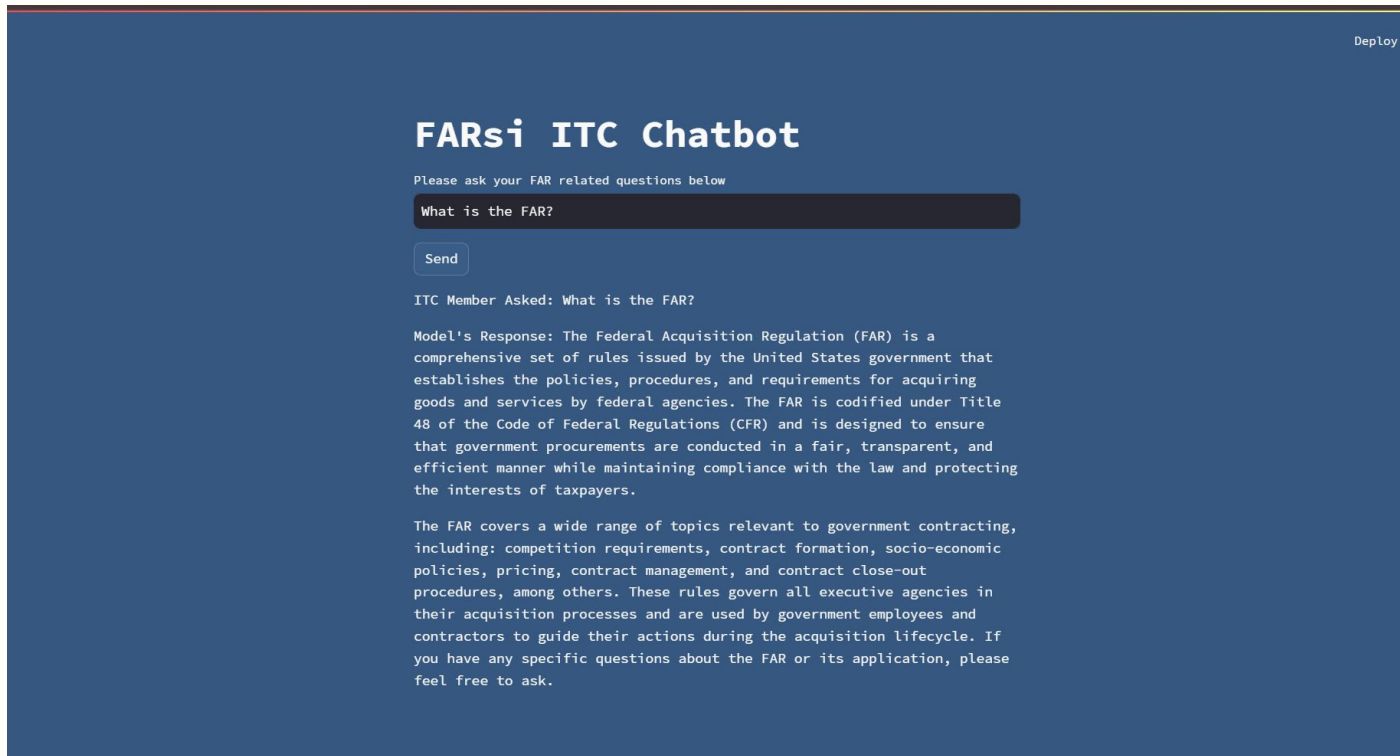 Deploy
FARsi ITC Chatbot
Please ask your FAR related questions below
What is the FAR?
Send
ITC Member Asked: What is the FAR?
Model's Response: The Federal Acquisition Regulation (FAR) is a
comprehensive set of rules issued by the United States government that
establishes the policies, procedures, and requirements for acquiring
goods and services by federal agencies. The FAR is codified under Title
48 of the Code of Federal Regulations (CFR) and is designed to ensure
that government procurements are conducted in a fair, transparent, and
efficient manner while maintaining compliance with the law and protecting
the interests of taxpayers.
The FAR covers a wide range of topics relevant to government contracting,
including: competition requirements, contract formation, socio-economic
policies, pricing, contract management, and contract close-out
procedures, among others. These rules govern all executive agencies in
their acquisition processes and are used by government employees and
contractors to guide their actions during the acquisition lifecycle. If
you have any specific questions about the FAR or its application, please
feel free to ask.